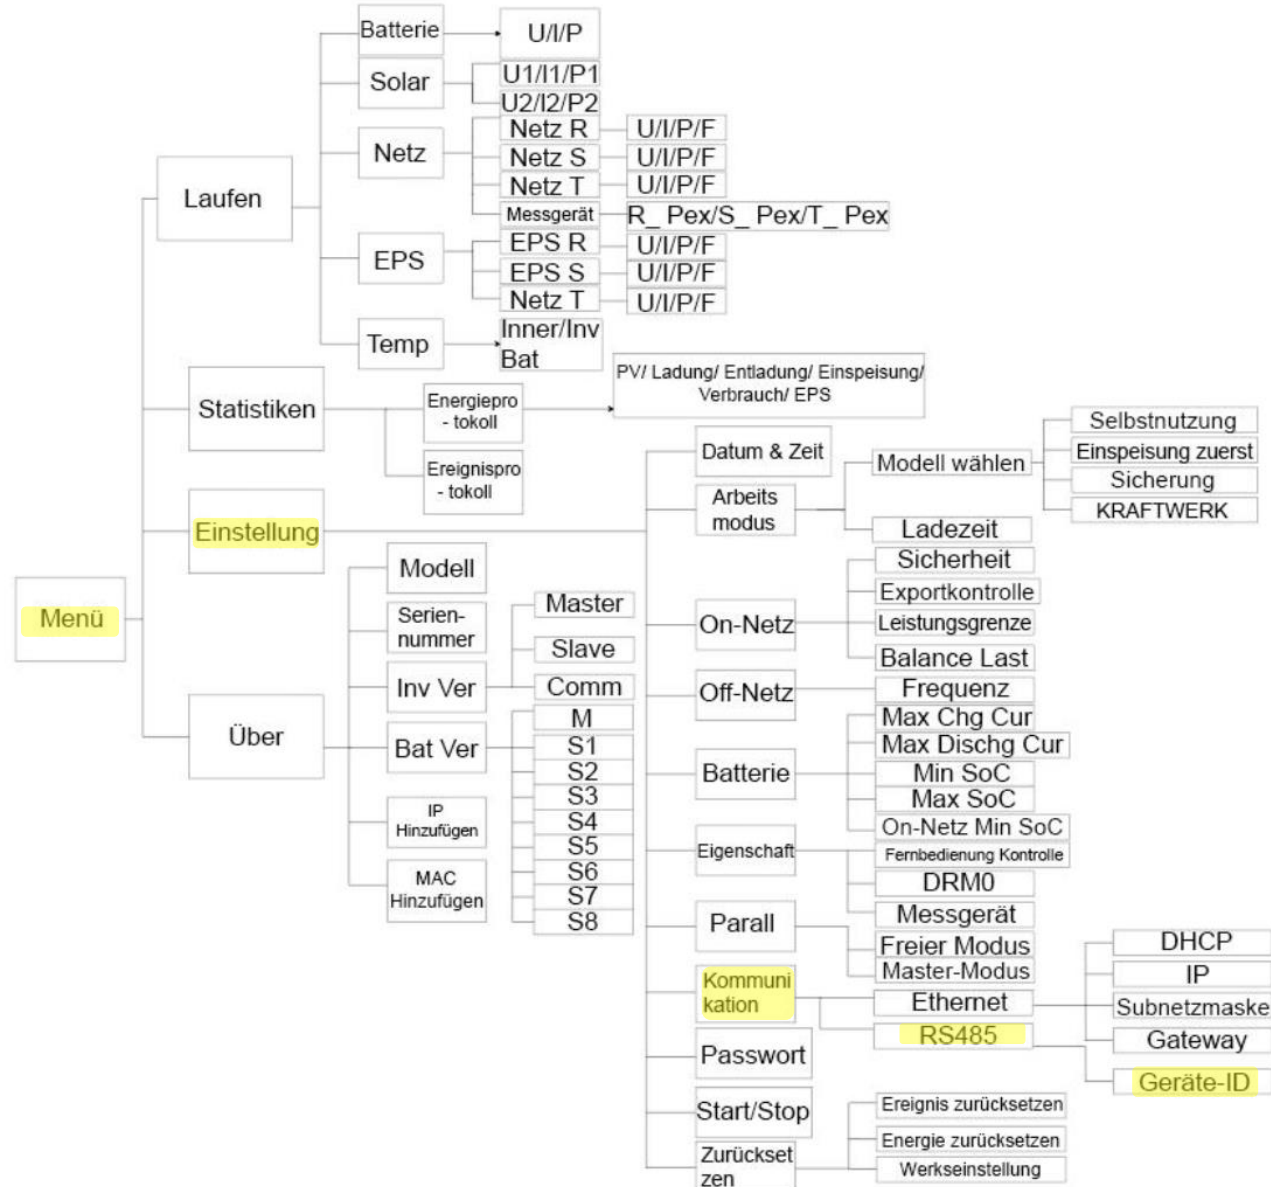 Menü
Laufen
Batterie
U/I/P
Solar
U1/I1/P1
U2/I2/P2
Netz
Netz R
U/I/P/F
Netz S
U/I/P/F
Netz T
U/I/P/F
Messgerät
R_ Pex/S_ Pex/T_ Pex
EPS
EPS R
U/I/P/F
EPS S
U/I/P/F
Netz T
U/I/P/F
Temp
Inner/Inv
Bat
Statistiken
Energiepro
- tokoll
PV/ Ladung/ Entladung/ Einspeisung/
Verbrauch/ EPS
Ereignispro
- tokoll
Einstellung
Datum & Zeit
Arbeits
modus
Modell wählen
Selbstnutzung
Einspeisung zuerst
Sicherung
KRAFTWERK
Ladezeit
On-Netz
Sicherheit
Exportkontrolle
Leistungsgrenze
Balance Last
Off-Netz
Frequenz
Batterie
Max Chg Cur
Max Dischg Cur
Min SoC
Max SoC
On-Netz Min SoC
Eigenschaft
Fernbedienung Kontrolle
DRM0
Messgerät
Parall
Freier Modus
Master-Modus
Kommuni
kation
Ethernet
DHCP
IP
Subnetzmaske
Gateway
RS485
Geräte-ID
Passwort
Start/Stop
Zurückset
zen
Ereignis zurücksetzen
Energie zurücksetzen
Werkseinstellung
Über
Modell
Serien-
nummer
Inv Ver
Master
Slave
Comm
Bat Ver
M
S1
S2
S3
S4
S5
S6
S7
S8
IP
Hinzufügen
MAC
Hinzufügen